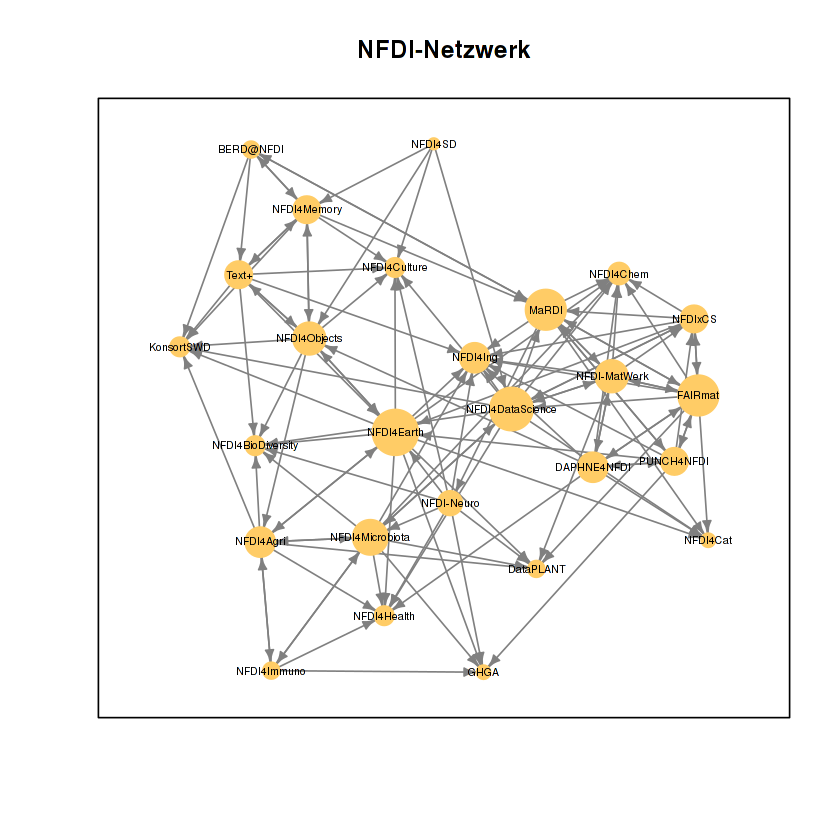 NFDI-Netzwerk
BERD@NFDI
NFDI4SD
NFDI4Memory
Text+
NFDI4Culture
NFDI4Chem
MaRDI
NFDIxCS
NFDI4Objects
KonsortSWD
NFDI4Ing
NFDI-MatWerk
FAIRmat
NFDI4DataScience
NFDI4Earth
NFDI4BioDiversity
DAPHNE4NFDI
PUNCH4NFDI
NFDI-Neuro
NFDI4Agri
NFDI4Microbiota
NFDI4Cat
DataPLANT
NFDI4Health
NFDI4Immuno
GHGA